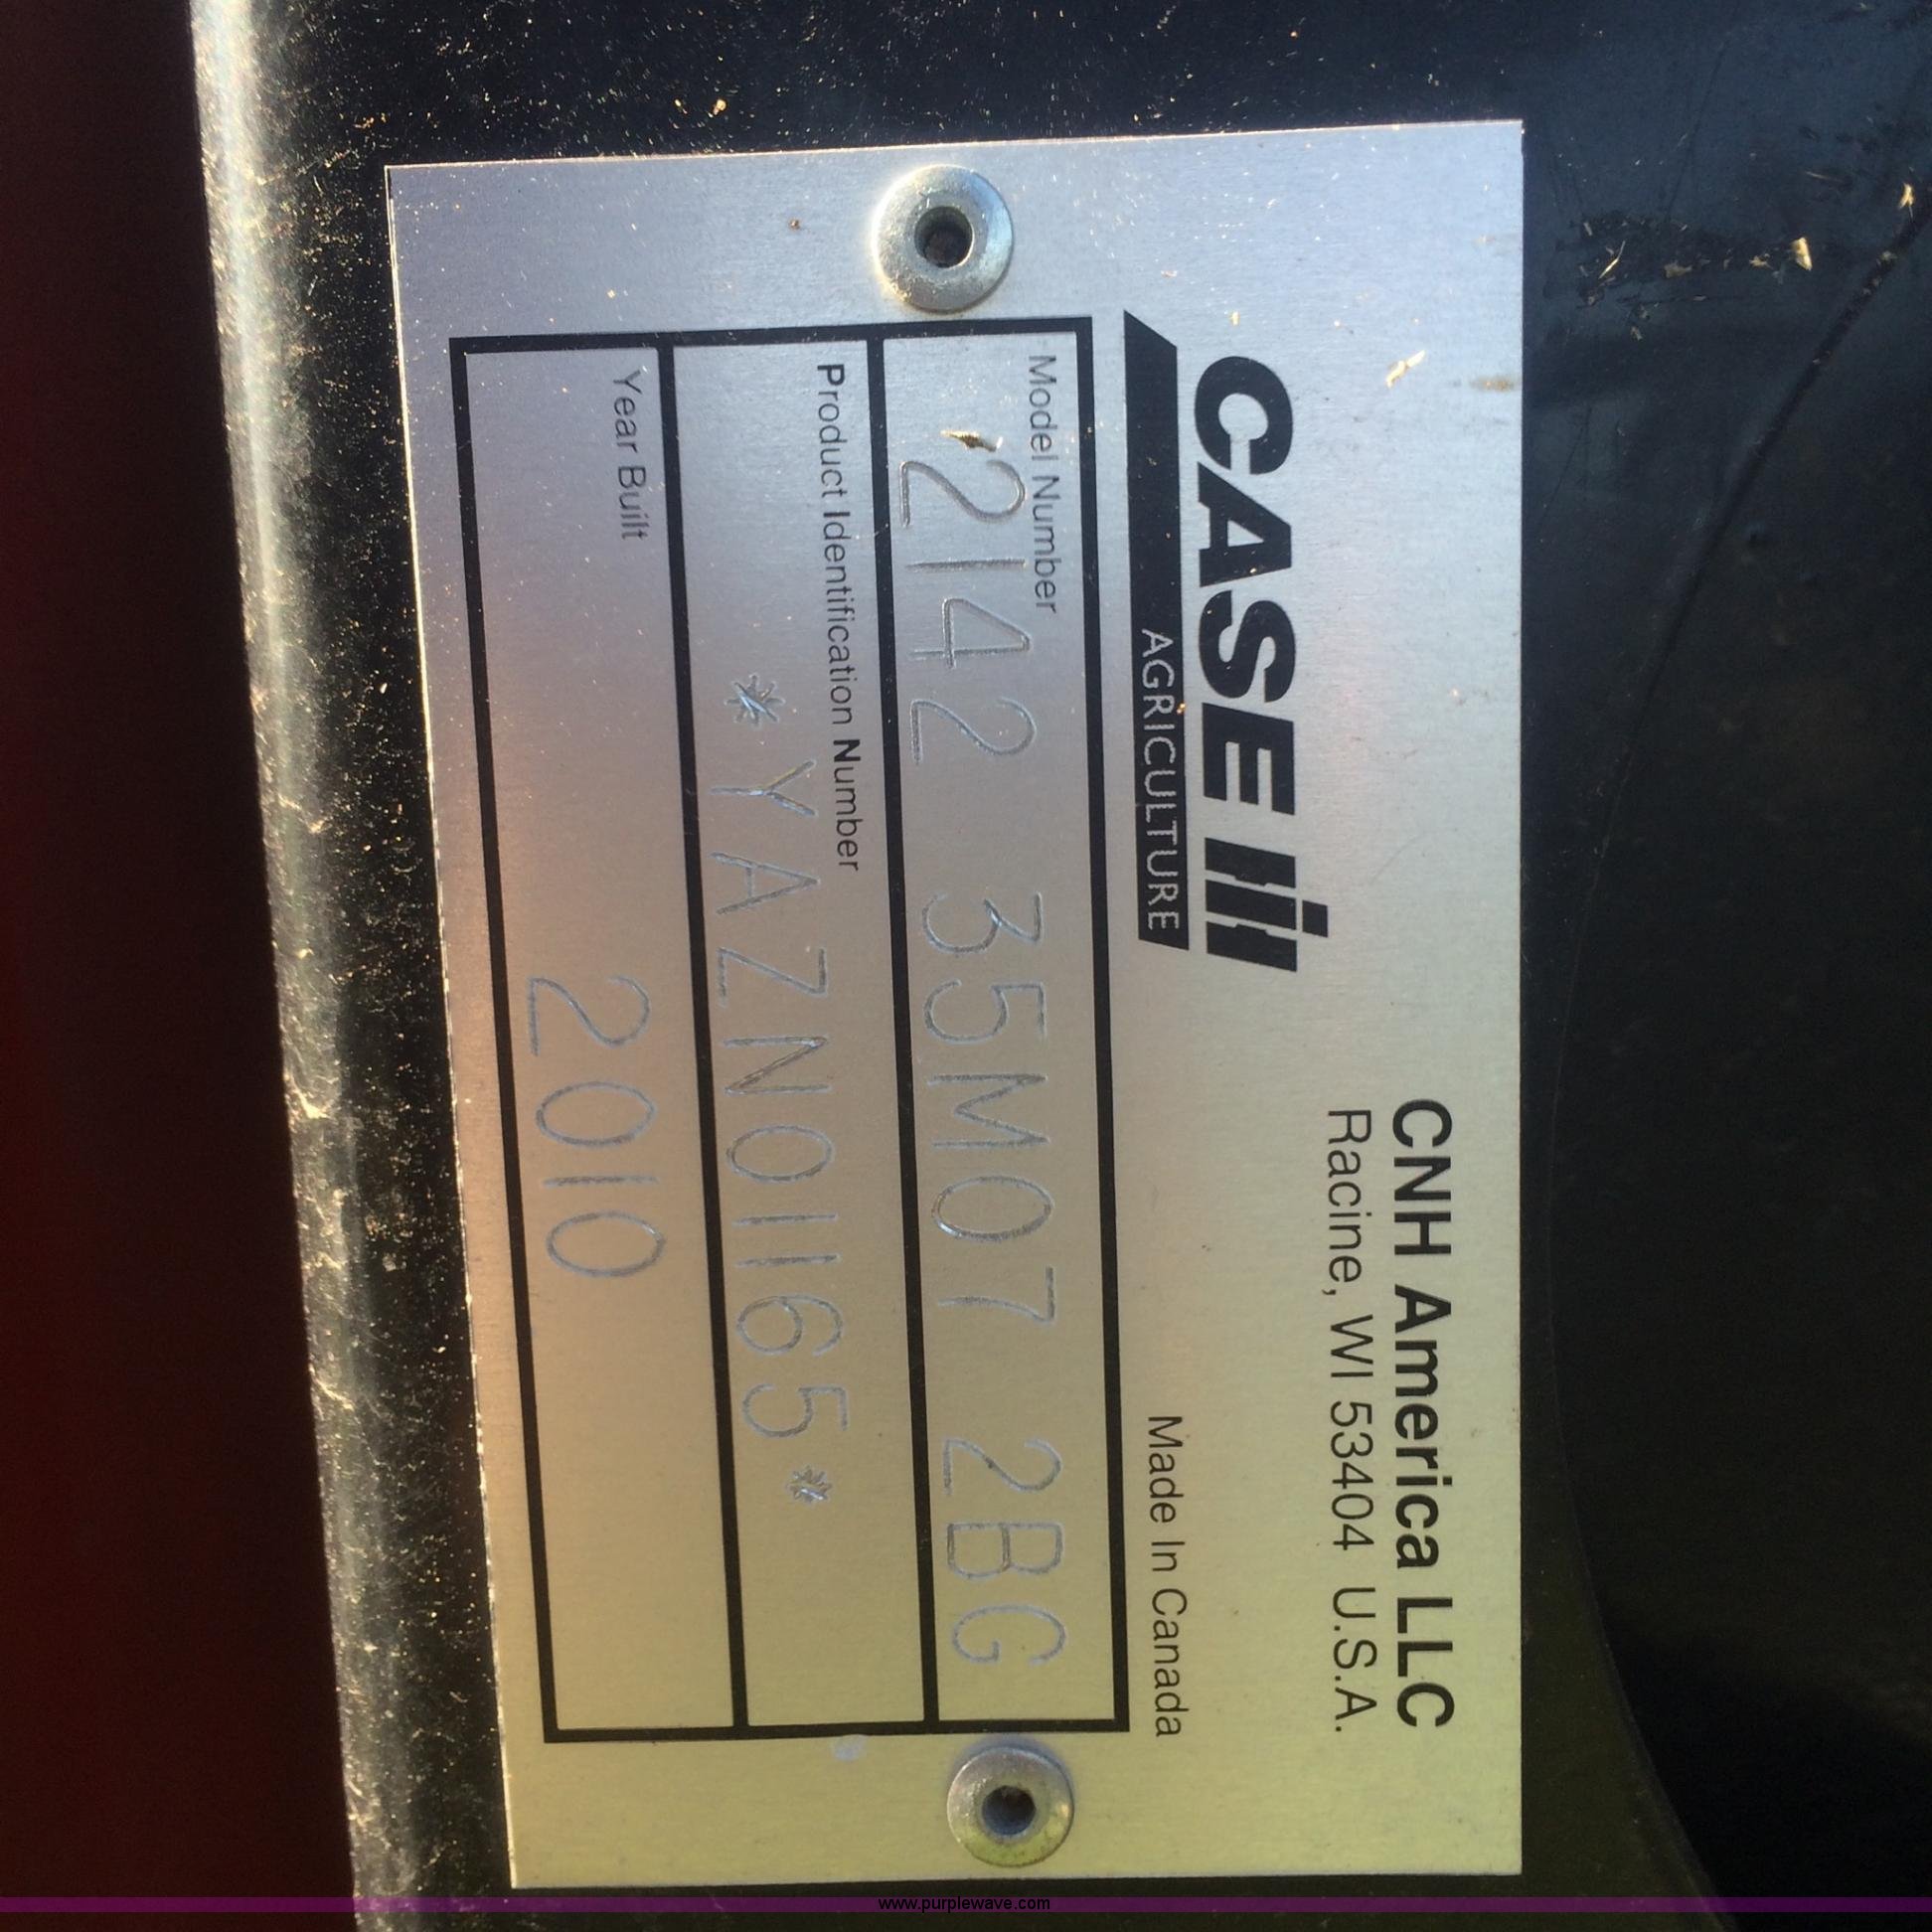 CASE IH
AGRICULTURE
CNH America LLC
Racine, WI 53404 U.S.A.
Made In Canada
Model Number
2142 35M07 2BG
Product Identification Number
*YAZN01165*
Year Built
2010
www.purplewave.com